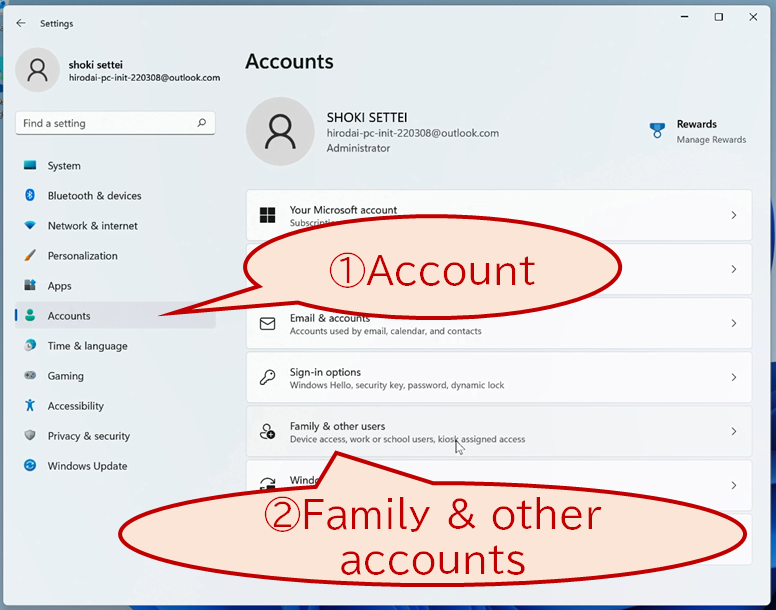 Settings
shoki settei
hirodai-pc-init-220308@outlook.com
Find a setting
System
Bluetooth & devices
Network & internet
Personalization
Apps
Accounts
Time & language
Gaming
Accessibility
Privacy & security
Windows Update
Accounts
SHOKI SETTEI
hirodai-pc-init-220308@outlook.com
Administrator
Rewards
Manage Rewards
Your Microsoft account
①Account
Email & accounts
Accounts used by email, calendar, and contacts
Sign-in options
Windows Hello, security key, password, dynamic lock
Family & other users
Device access, work or school users, kiosk assigned access
②Family & other
accounts